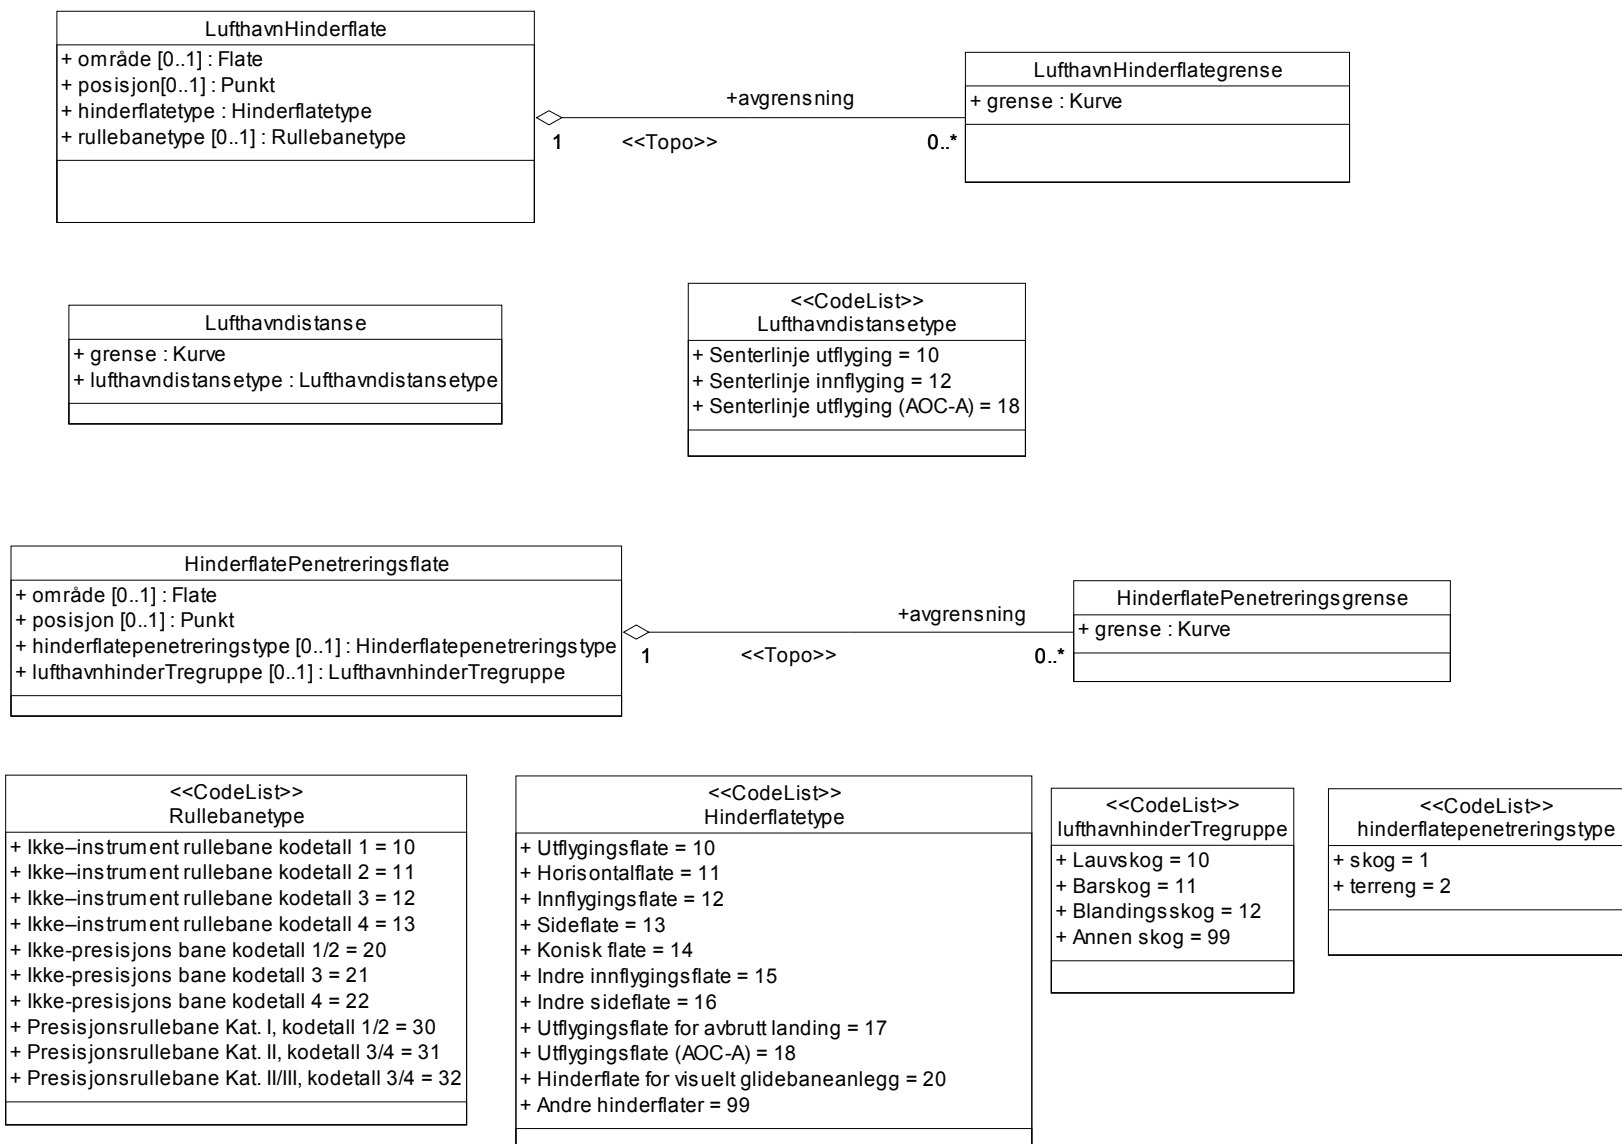 LufthavnHinderflate
+ område [0..1] : Flate
+ posisjon[0..1] : Punkt
+ hinderflatetype : Hinderflatetype
+ rullebanetype [0..1] : Rullebanetype
+avgrensning
1
<<Topo>>
0..*
LufthavnHinderflategrense
+ grense : Kurve
Lufthavndistanse
+ grense : Kurve
+ lufthavndistansetype : Lufthavndistansetype
<<CodeList>>
Lufthavndistansetype
+ Senterlinje utflyging = 10
+ Senterlinje innflyging = 12
+ Senterlinje utflyging (AOC-A) = 18
HinderflatePenetreringsflate
+ område [0..1] : Flate
+ posisjon [0..1] : Punkt
+ hinderflatepenetreringstype [0..1] : Hinderflatepenetreringstype
+ lufthavnhinderTregruppe [0..1] : LufthavnhinderTregruppe
+avgrensning
1
<<Topo>>
0..*
HinderflatePenetreringsgrense
+ grense : Kurve
<<CodeList>>
Rullebanetype
+ Ikke–instrument rullebane kodetall 1 = 10
+ Ikke–instrument rullebane kodetall 2 = 11
+ Ikke–instrument rullebane kodetall 3 = 12
+ Ikke–instrument rullebane kodetall 4 = 13
+ Ikke-presisjons bane kodetall 1/2 = 20
+ Ikke-presisjons bane kodetall 3 = 21
+ Ikke-presisjons bane kodetall 4 = 22
+ Presisjonsrullebane Kat. I, kodetall 1/2 = 30
+ Presisjonsrullebane Kat. II, kodetall 3/4 = 31
+ Presisjonsrullebane Kat. II/III, kodetall 3/4 = 32
<<CodeList>>
Hinderflatetype
+ Utflygingsflate = 10
+ Horisontalflate = 11
+ Innflygingsflate = 12
+ Sideflate = 13
+ Konisk flate = 14
+ Indre innflygingsflate = 15
+ Indre sideflate = 16
+ Utflygingsflate for avbrutt landing = 17
+ Utflygingsflate (AOC-A) = 18
+ Hinderflate for visuelt glidebaneanlegg = 20
+ Andre hinderflater = 99
<<CodeList>>
lufthavnhinderTregruppe
+ Lauvskog = 10
+ Barskog = 11
+ Blandingsskog = 12
+ Annen skog = 99
<<CodeList>>
hinderflatepenetreringstype
+ skog = 1
+ terreng = 2